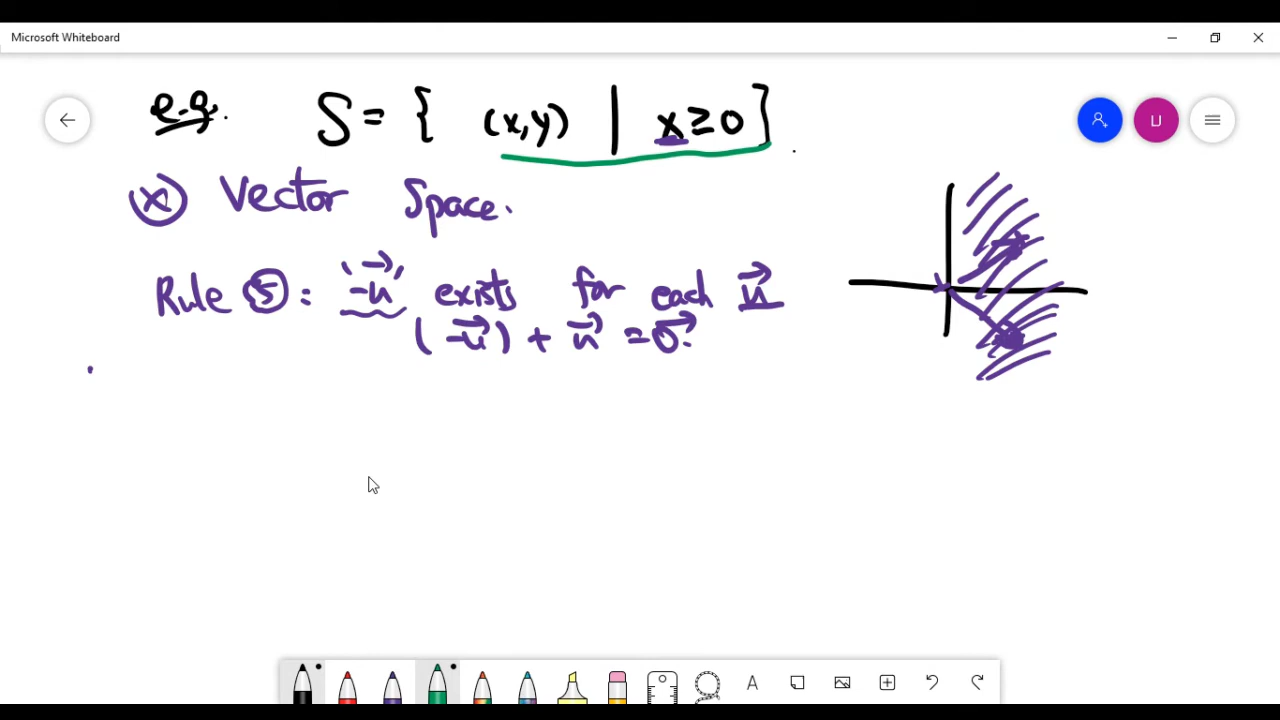 Microsoft Whiteboard
e.g. S = { (x,y) | x ≥ 0 }
U
ⓧ Vector Space.
Rule ⑤: '-u⃗' exists for each u⃗
(-u⃗) + u⃗ = 0⃗.
A